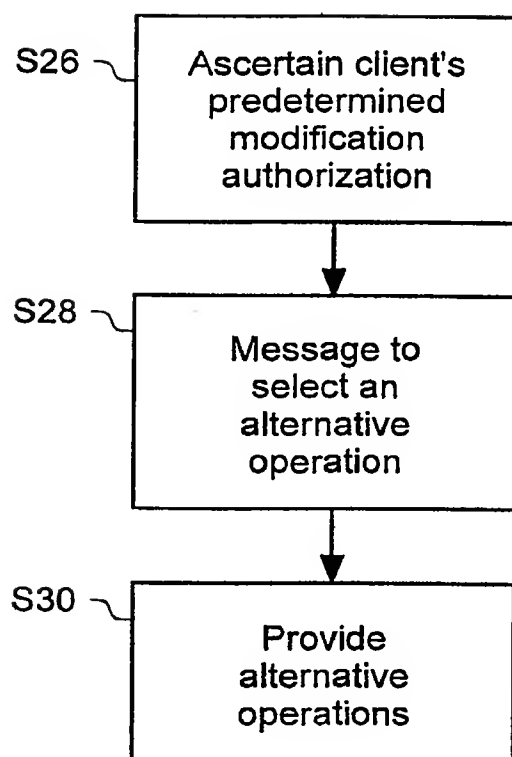 S26
Ascertain client's
predetermined
modification
authorization
S28
Message to
select an
alternative
operation
S30
Provide
alternative
operations